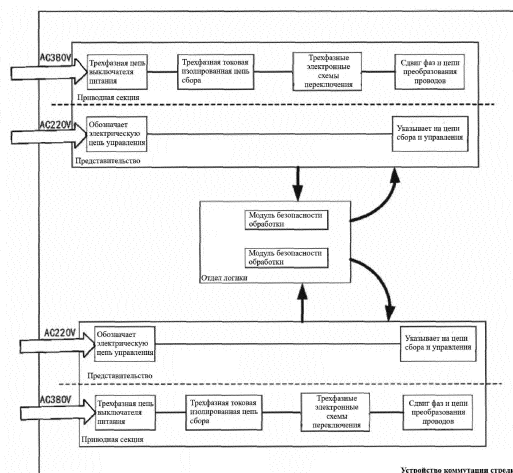 AC380V
Трехфазная цепь
выключателя
питания
Трехфазная токовая
изолированная цепь
сбора
Трехфазные
электронные
схемы
переключения
Сдвиг фаз и цепи
преобразования
проводов
Приводная секция
AC220V
Обозначает
электрическую
цепь управления
Указывает на цепи
сбора и управления
Представительство
Модуль безопасности
обработки
Модуль безопасности
обработки
Отдел логики
AC220V
Обозначает
электрическую
цепь управления
Указывает на цепи
сбора и управления
Представительство
AC380V
Трехфазная цепь
выключателя
питания
Трехфазная токовая
изолированная цепь
сбора
Трехфазные
электронные
схемы переключения
Сдвиг фаз и цепи
преобразования
проводов
Приводная секция
Устройство коммутации